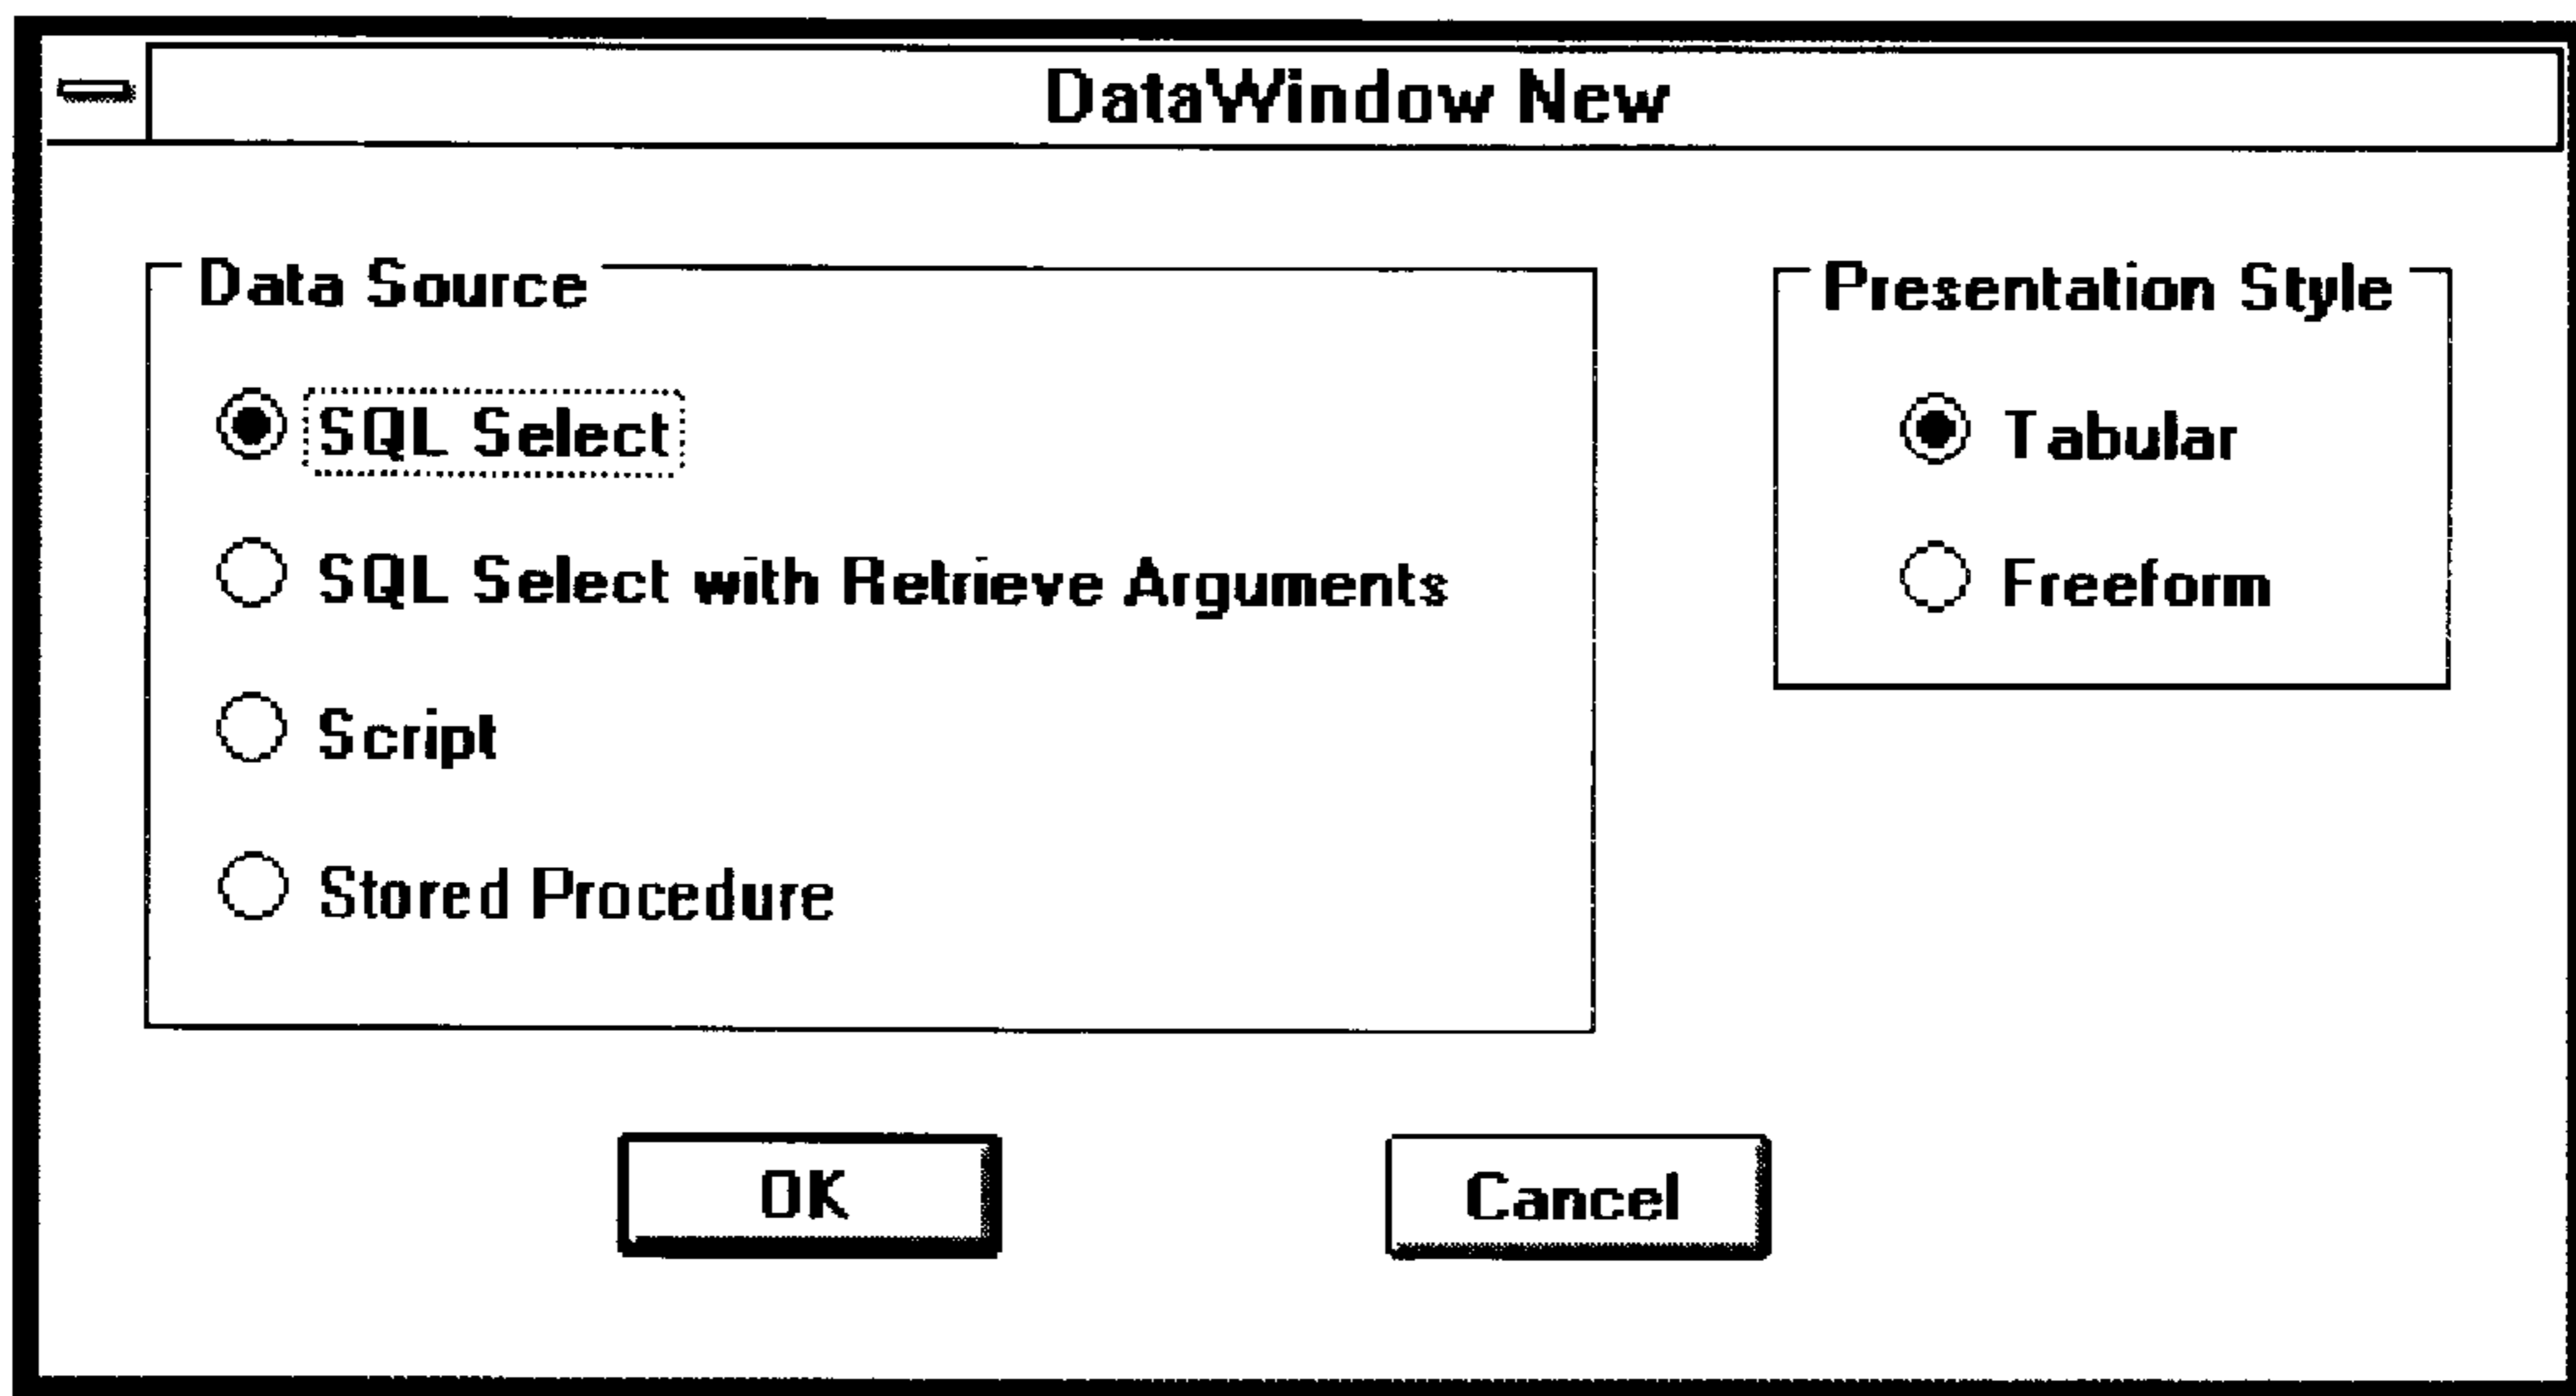 DataWindow New
Data Source
SQL Select
SQL Select with Retrieve Arguments
Script
Stored Procedure
Presentation Style
Tabular
Freeform
OK
Cancel